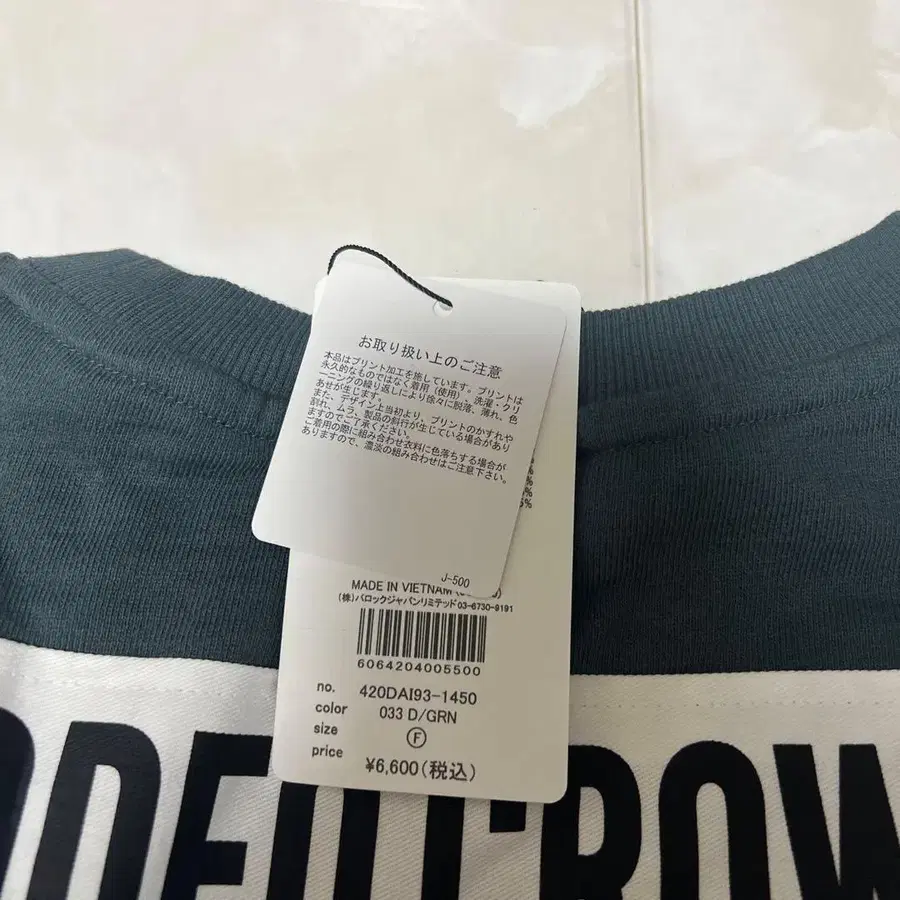 お取り扱い上のご注意
本品はプリント加工を施しています。プリントは
永久的なものではなく着用（使用）、洗濯・クリ
ーニングの繰り返しにより徐々に脱落、薄れ、色
あせが生じます。
また、デザイン上当初より、プリントのかすれや
割れ、ムラ、製品の斜行が生じている場合があり
ますのでご了承ください。
ご着用の際に組み合わせ衣料に色落ちする場合が
ありますので、濃淡の組み合わせはご注意下さい。
J-500
%
%
%
5%
MADE IN VIETNAM
(株)バロックジャパンリミテッド03-6730-9191
6064204005500
no. 420DAI93-1450
color 033 D/GRN
size F
price ¥6,600(税込)
ODEO CROW